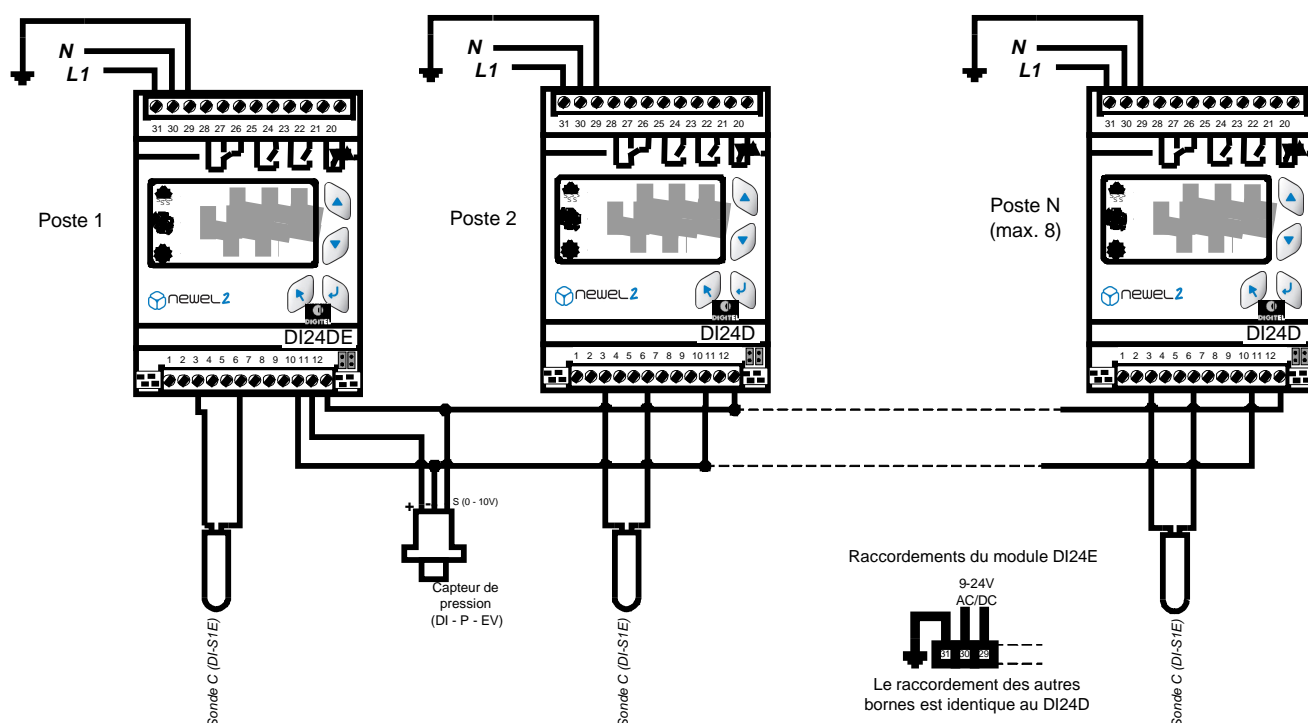 N
L1
N
L1
N
L1
31 30 29 28 27 26 25 24 23 22 21 20
31 30 29 28 27 26 25 24 23 22 21 20
31 30 29 28 27 26 25 24 23 22 21 20
Poste 1
Poste 2
Poste N
(max. 8)
newel2
newel2
newel2
DIGITEL
DIGITEL
DIGITEL
DI24DE
DI24D
DI24D
1 2 3 4 5 6 7 8 9 10 11 12
1 2 3 4 5 6 7 8 9 10 11 12
1 2 3 4 5 6 7 8 9 10 11 12
+ - S (0 - 10V)
Capteur de
pression
(DI - P - EV)
Sonde C (DI-S1E)
Sonde C (DI-S1E)
Sonde C (DI-S1E)
Raccordements du module DI24E
9-24V
AC/DC
31 30 29
Le raccordement des autres
bornes est identique au DI24D